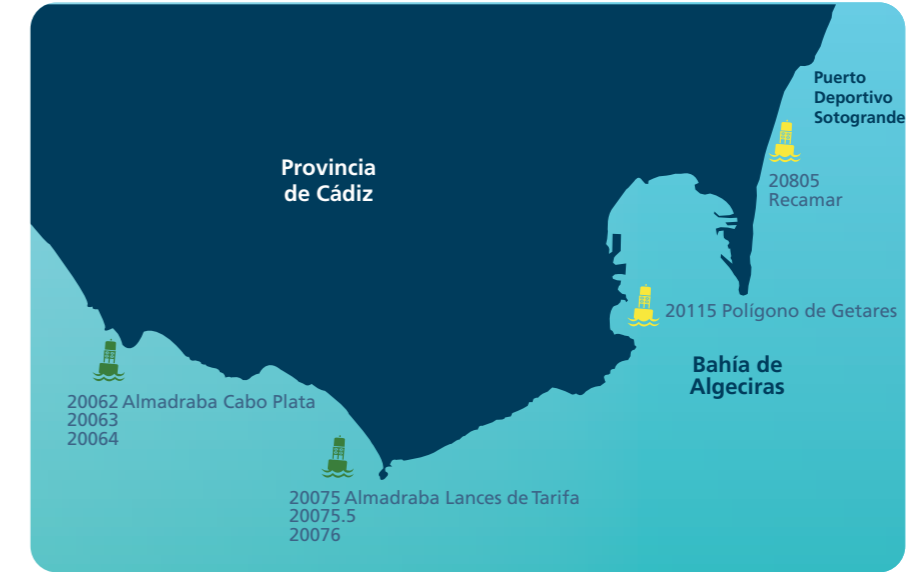 Puerto
Deportivo
Sotogrande
Provincia
de Cádiz
20805
Recamar
20115 Polígono de Getares
Bahía de
Algeciras
20062 Almadraba Cabo Plata
20063
20064
20075 Almadraba Lances de Tarifa
20075.5
20076